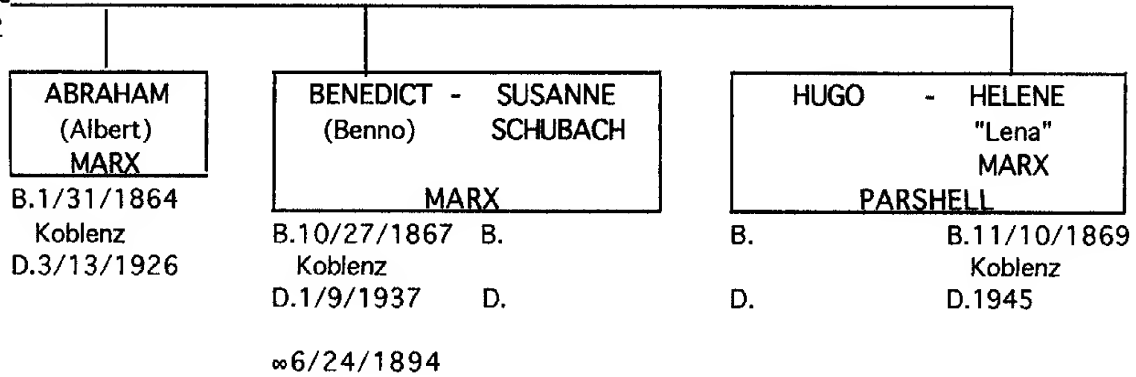 ABRAHAM
(Albert)
MARX
B.1/31/1864
Koblenz
D.3/13/1926
BENEDICT - SUSANNE
(Benno) SCHUBACH
MARX
B.10/27/1867 B.
Koblenz
D.1/9/1937 D.
∞6/24/1894
HUGO - HELENE
"Lena"
MARX
PARSHELL
B. B.11/10/1869
Koblenz
D. D.1945